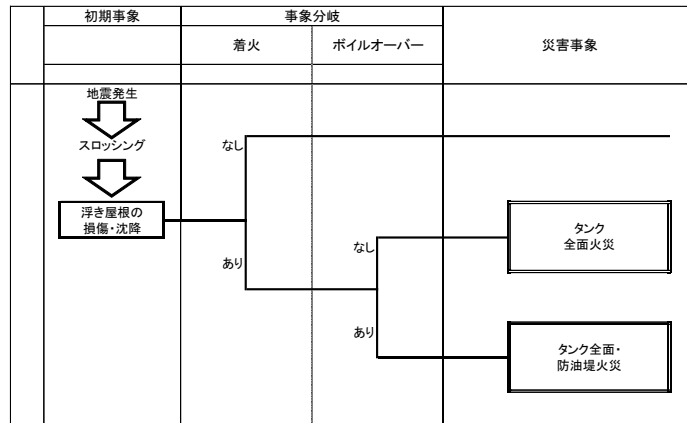 初期事象
事象分岐
着火
ボイルオーバー
災害事象
地震発生
スロッシング
浮き屋根の
損傷・沈降
なし
あり
なし
あり
タンク
全面火災
タンク全面・
防油堤火災